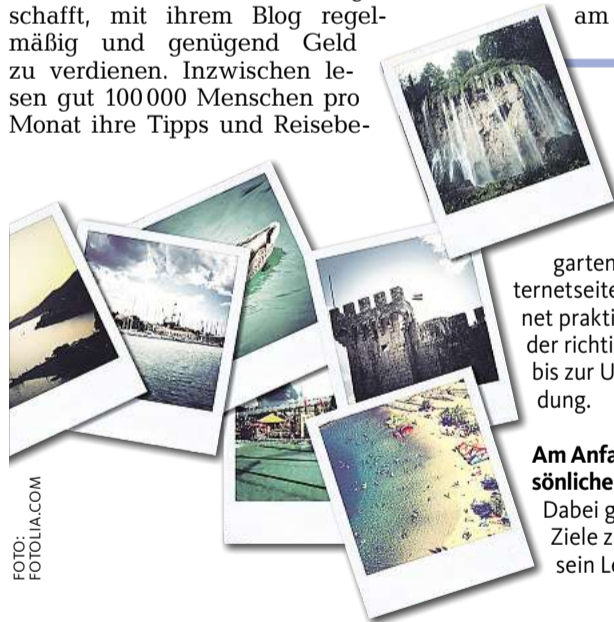 schafft, mit ihrem Blog regel-
mäßig und genügend Geld
zu verdienen. Inzwischen le-
sen gut 100 000 Menschen pro
Monat ihre Tipps und Reisebe-
am
garten
ternetseite
net prakti
der richti
bis zur U
dung.
Am Anfa
sönliche
Dabei g
Ziele z
sein Le
FOTO:
FOTOLIA.COM